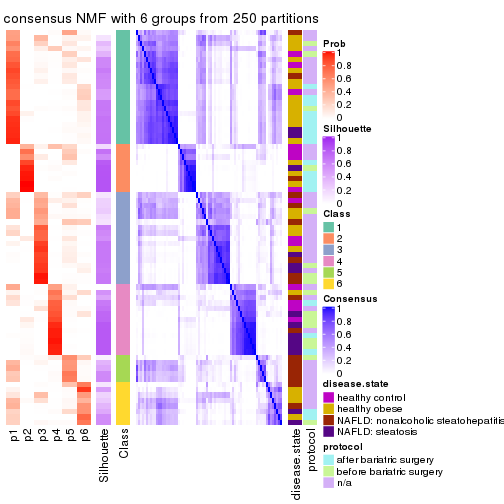 consensus NMF with 6 groups from 250 partitions
Prob
0.8
0.6
0.4
0.2
0
Silhouette
1
0.8
0.6
0.4
0.2
0
Class
1
2
3
4
5
6
Consensus
1
0.8
0.6
0.4
0.2
0
disease.state
healthy control
healthy obese
NAFLD: nonalcoholic steatohepatitis
NAFLD: steatosis
protocol
after bariatric surgery
before bariatric surgery
n/a
p1
p2
p3
p4
p5
p6
Silhouette
Class
disease.state
protocol